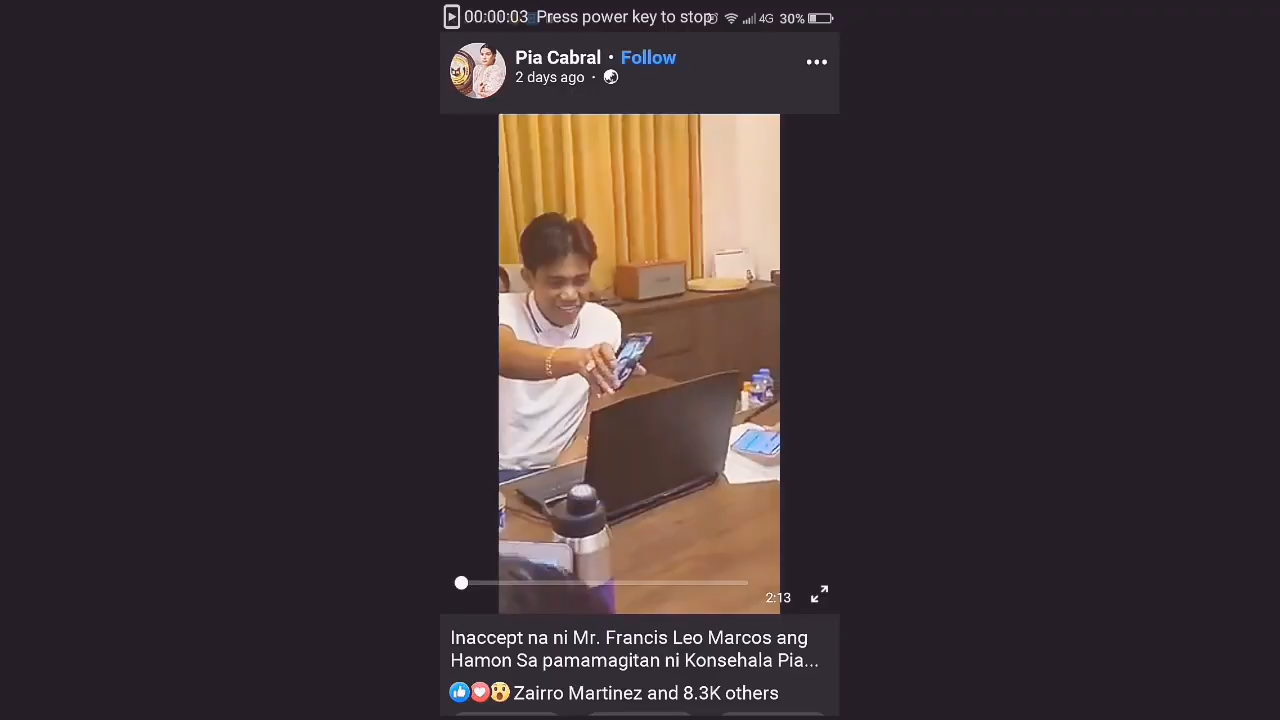 00:00:03 Press power key to stop 4G 30%
Pia Cabral · Follow
2 days ago ·
2:13
Inaccept na ni Mr. Francis Leo Marcos ang
Hamon Sa pamamagitan ni Konsehala Pia...
Zairro Martinez and 8.3K others